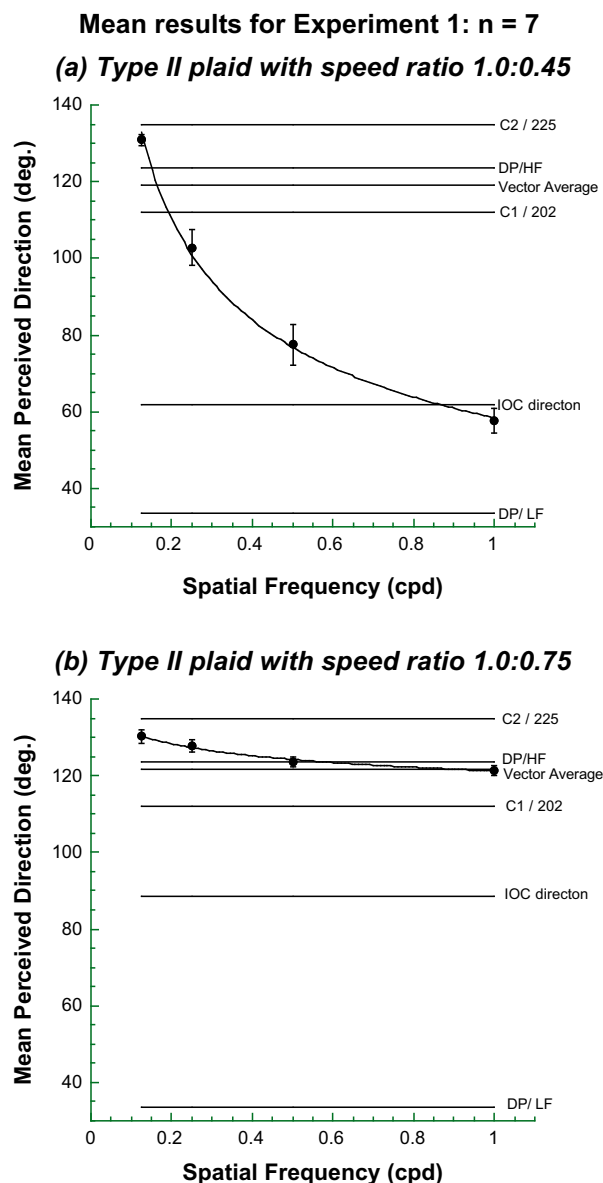 Mean results for Experiment 1: n = 7
(a) Type II plaid with speed ratio 1.0:0.45
Mean Perceived Direction (deg.)
140
120
100
80
60
40
C2 / 225
DP/HF
Vector Average
C1 / 202
IOC directon
DP/ LF
0 0.2 0.4 0.6 0.8 1
Spatial Frequency (cpd)
(b) Type II plaid with speed ratio 1.0:0.75
Mean Perceived Direction (deg.)
140
120
100
80
60
40
C2 / 225
DP/HF
Vector Average
C1 / 202
IOC directon
DP/ LF
0 0.2 0.4 0.6 0.8 1
Spatial Frequency (cpd)